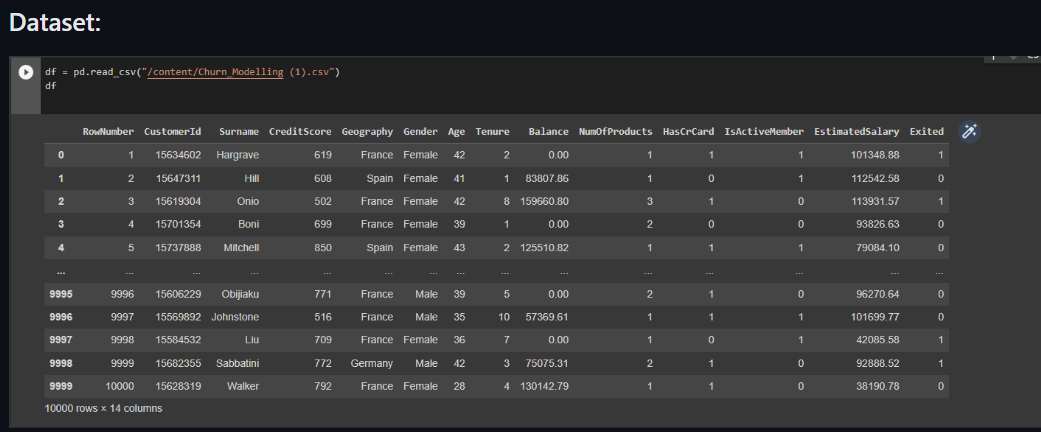 Dataset:
df = pd.read_csv("/content/Churn_Modelling (1).csv")
df
RowNumber CustomerId Surname CreditScore Geography Gender Age Tenure Balance NumOfProducts HasCrCard IsActiveMember EstimatedSalary Exited
0 1 15634602 Hargrave 619 France Female 42 2 0.00 1 1 1 101348.88 1
1 2 15647311 Hill 608 Spain Female 41 1 83807.86 1 0 1 112542.58 0
2 3 15619304 Onio 502 France Female 42 8 159660.80 3 1 0 113931.57 1
3 4 15701354 Boni 699 France Female 39 1 0.00 2 0 0 93826.63 0
4 5 15737888 Mitchell 850 Spain Female 43 2 125510.82 1 1 1 79084.10 0
... ... ... ... ... ... ... ... ... ... ... ... ... ... ...
9995 9996 15606229 Obijiaku 771 France Male 39 5 0.00 2 1 0 96270.64 0
9996 9997 15569892 Johnstone 516 France Male 35 10 57369.61 1 1 1 101699.77 0
9997 9998 15584532 Liu 709 France Female 36 7 0.00 1 0 1 42085.58 1
9998 9999 15682355 Sabbatini 772 Germany Male 42 3 75075.31 2 1 0 92888.52 1
9999 10000 15628319 Walker 792 France Female 28 4 130142.79 1 1 0 38190.78 0
10000 rows × 14 columns